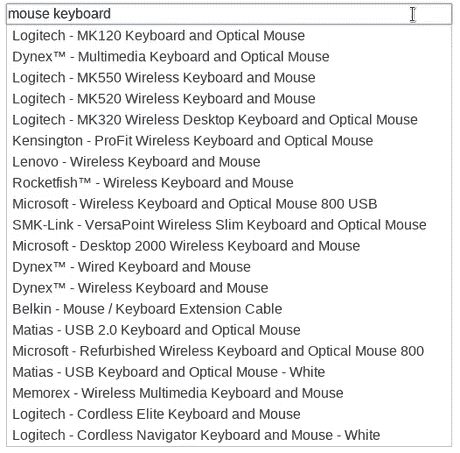 mouse keyboard
Logitech - MK120 Keyboard and Optical Mouse
Dynex™ - Multimedia Keyboard and Optical Mouse
Logitech - MK550 Wireless Keyboard and Mouse
Logitech - MK520 Wireless Keyboard and Mouse
Logitech - MK320 Wireless Desktop Keyboard and Optical Mouse
Kensington - ProFit Wireless Keyboard and Optical Mouse
Lenovo - Wireless Keyboard and Mouse
Rocketfish™ - Wireless Keyboard and Mouse
Microsoft - Wireless Keyboard and Optical Mouse 800 USB
SMK-Link - VersaPoint Wireless Slim Keyboard and Optical Mouse
Microsoft - Desktop 2000 Wireless Keyboard and Mouse
Dynex™ - Wired Keyboard and Mouse
Dynex™ - Wireless Keyboard and Mouse
Belkin - Mouse / Keyboard Extension Cable
Matias - USB 2.0 Keyboard and Optical Mouse
Microsoft - Refurbished Wireless Keyboard and Optical Mouse 800
Matias - USB Keyboard and Optical Mouse - White
Memorex - Wireless Multimedia Keyboard and Mouse
Logitech - Cordless Elite Keyboard and Mouse
Logitech - Cordless Navigator Keyboard and Mouse - White